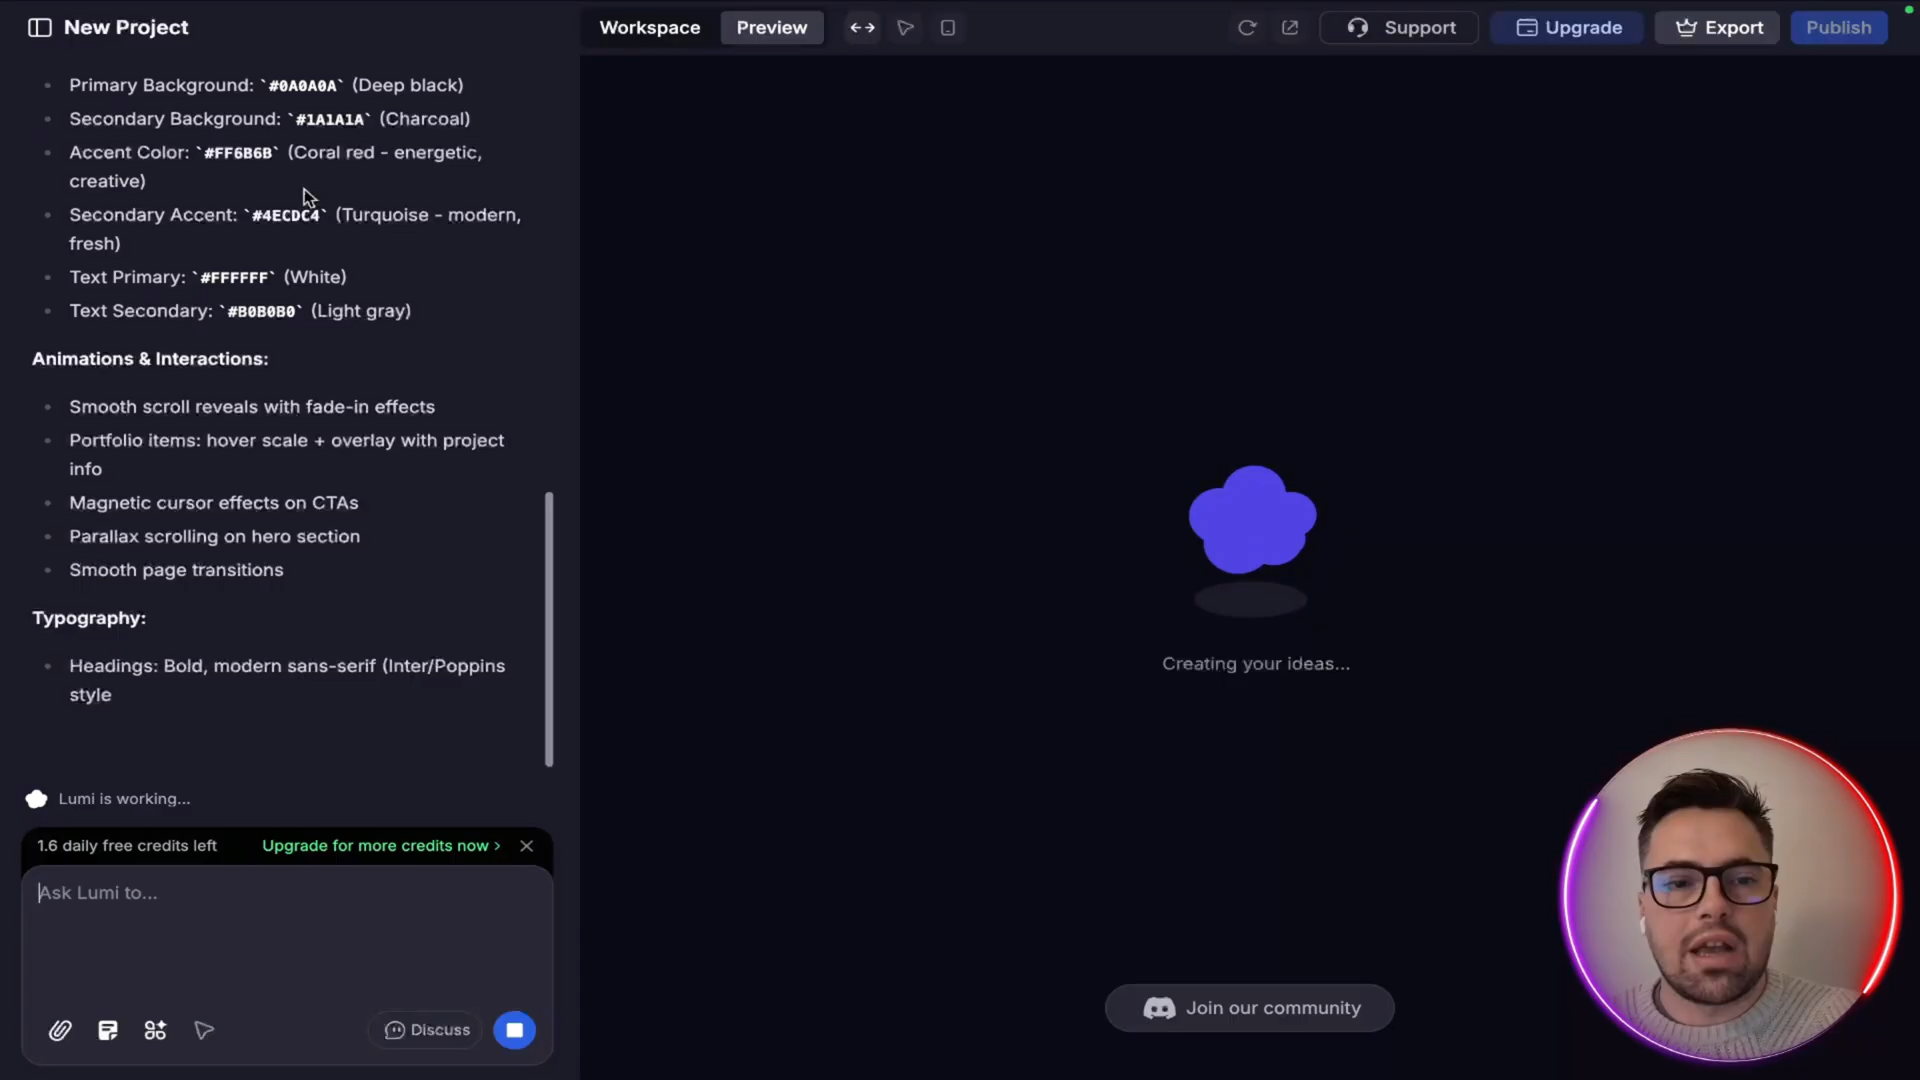 New Project
Workspace
Preview
Support
Upgrade
Export
Publish
Primary Background: `#0A0A0A` (Deep black)
Secondary Background: `#1A1A1A` (Charcoal)
Accent Color: `#FF6B6B` (Coral red - energetic,
creative)
Secondary Accent: `#4ECDC4` (Turquoise - modern,
fresh)
Text Primary: `#FFFFFF` (White)
Text Secondary: `#B0B0B0` (Light gray)
Animations & Interactions:
Smooth scroll reveals with fade-in effects
Portfolio items: hover scale + overlay with project
info
Magnetic cursor effects on CTAs
Parallax scrolling on hero section
Smooth page transitions
Typography:
Headings: Bold, modern sans-serif (Inter/Poppins
style
Lumi is working...
1.6 daily free credits left
Upgrade for more credits now >
Ask Lumi to...
Discuss
Creating your ideas...
Join our community